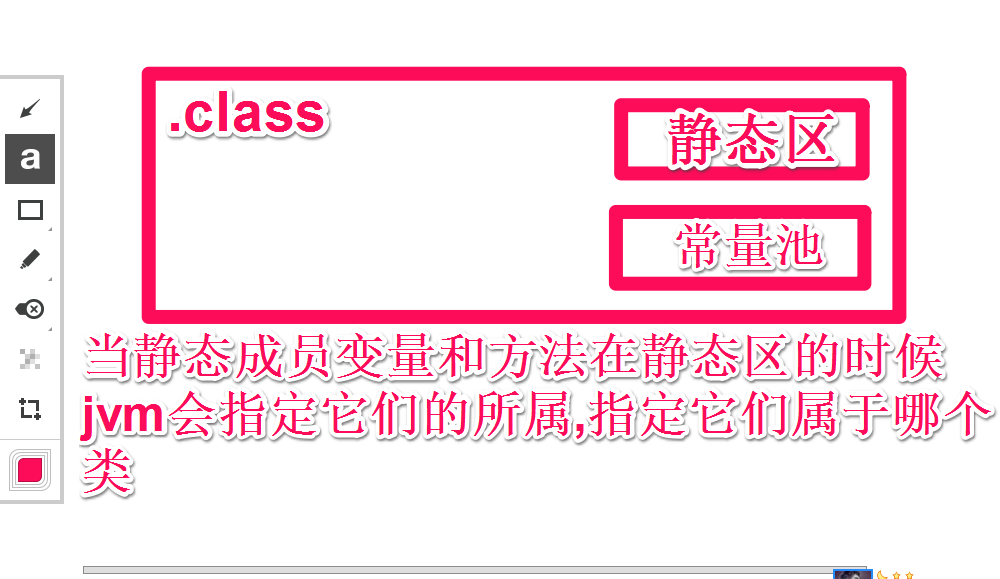 .class
静态区
常量池
当静态成员变量和方法在静态区的时候
jvm会指定它们的所属,指定它们属于哪个
类
a